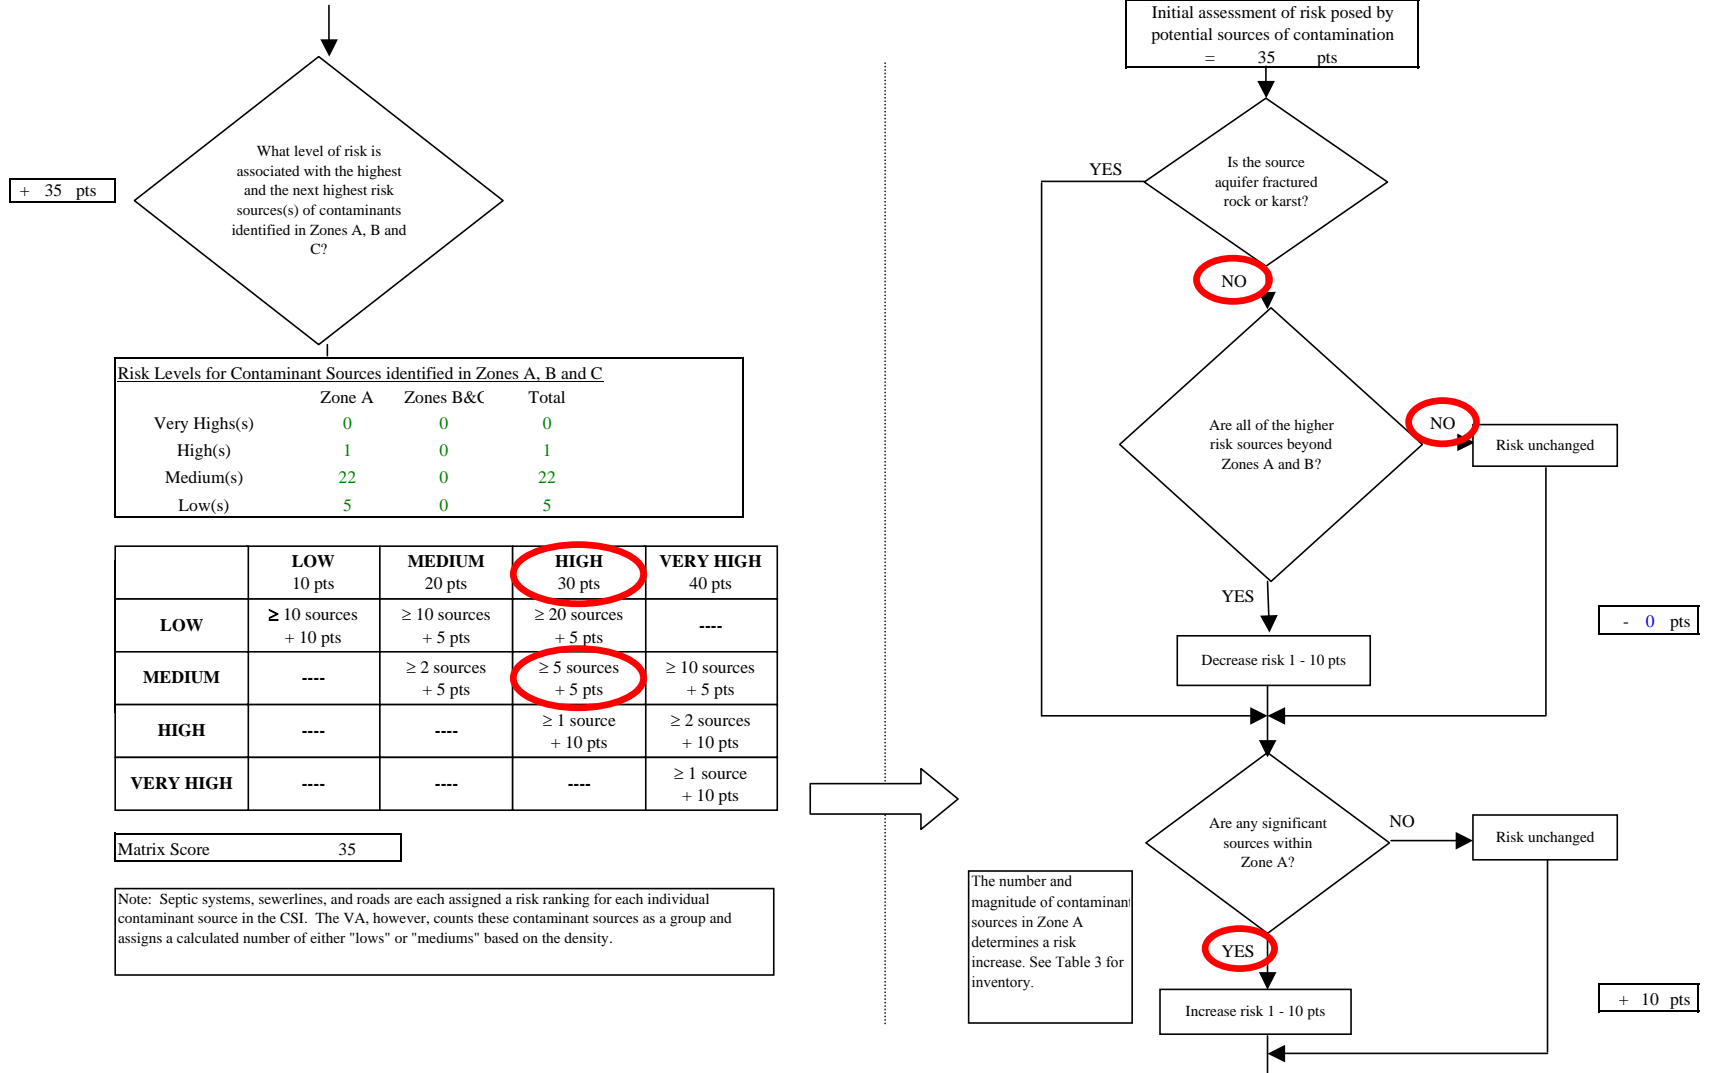 + 35 pts
What level of risk is
associated with the highest
and the next highest risk
sources(s) of contaminants
identified in Zones A, B and
C?
Risk Levels for Contaminant Sources identified in Zones A, B and C
Zone A Zones B&C Total
Very Highs(s) 0 0 0
High(s) 1 0 1
Medium(s) 22 0 22
Low(s) 5 0 5
LOW MEDIUM HIGH VERY HIGH
10 pts 20 pts 30 pts 40 pts
LOW ≥ 10 sources ≥ 10 sources ≥ 20 sources ----
+ 10 pts + 5 pts + 5 pts
MEDIUM ---- ≥ 2 sources ≥ 5 sources ≥ 10 sources
+ 5 pts + 5 pts + 5 pts
HIGH ---- ---- ≥ 1 source ≥ 2 sources
+ 10 pts + 10 pts
VERY HIGH ---- ---- ---- ≥ 1 source
+ 10 pts
Matrix Score 35
Note: Septic systems, sewerlines, and roads are each assigned a risk ranking for each individual
contaminant source in the CSI. The VA, however, counts these contaminant sources as a group and
assigns a calculated number of either "lows" or "mediums" based on the density.
Initial assessment of risk posed by
potential sources of contamination
= 35 pts
YES
Is the source
aquifer fractured
rock or karst?
NO
Are all of the higher
risk sources beyond
Zones A and B?
NO
Risk unchanged
YES
Decrease risk 1 - 10 pts
- 0 pts
Are any significant
sources within
Zone A?
NO
Risk unchanged
The number and
magnitude of contaminant
sources in Zone A
determines a risk
increase. See Table 3 for
inventory.
YES
Increase risk 1 - 10 pts
+ 10 pts